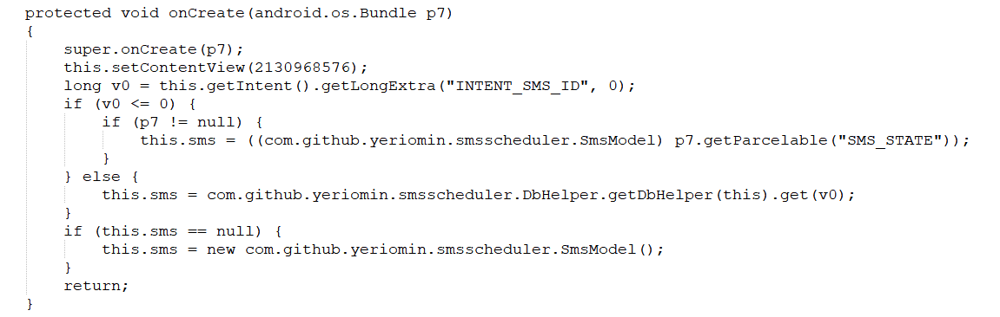 protected void onCreate(android.os.Bundle p7)
{
    super.onCreate(p7);
    this.setContentView(2130968576);
    long v0 = this.getIntent().getLongExtra("INTENT_SMS_ID", 0);
    if (v0 <= 0) {
        if (p7 != null) {
            this.sms = ((com.github.yeriomin.smsscheduler.SmsModel) p7.getParcelable("SMS_STATE"));
        }
    } else {
        this.sms = com.github.yeriomin.smsscheduler.DbHelper.getDbHelper(this).get(v0);
    }
    if (this.sms == null) {
        this.sms = new com.github.yeriomin.smsscheduler.SmsModel();
    }
    return;
}